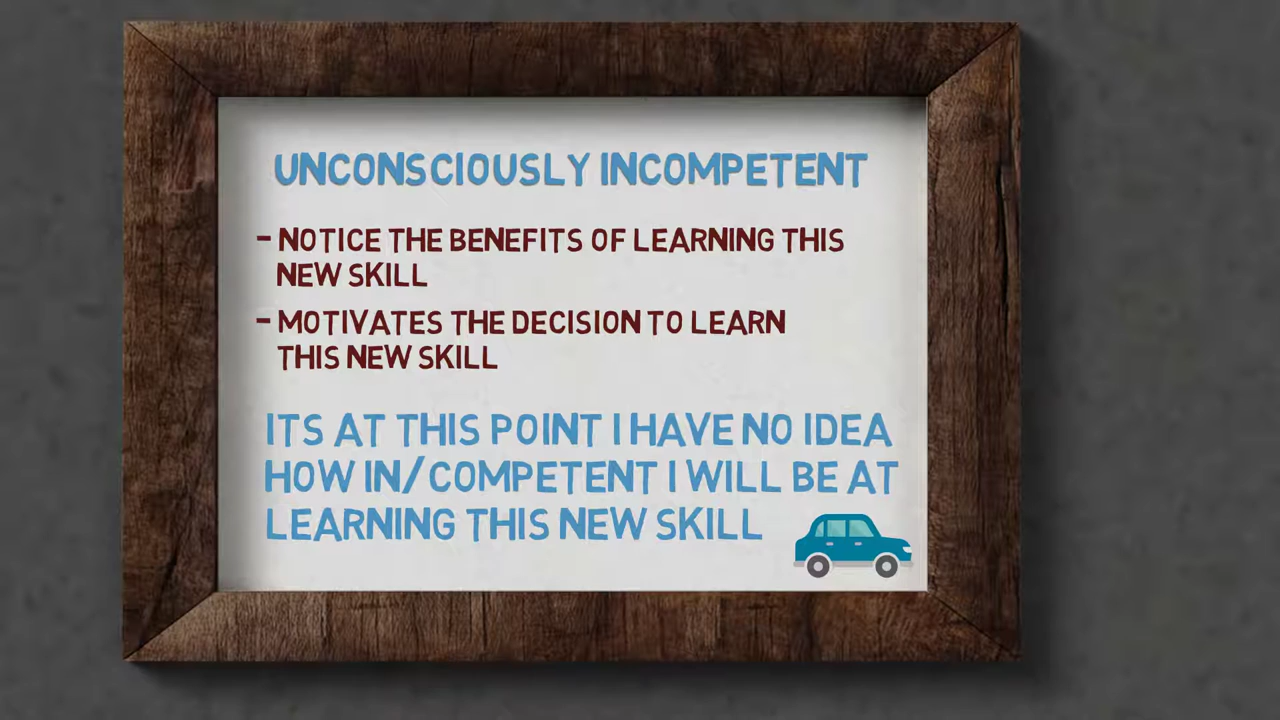 UNCONSCIOUSLY INCOMPETENT
- NOTICE THE BENEFITS OF LEARNING THIS
NEW SKILL
- MOTIVATES THE DECISION TO LEARN
THIS NEW SKILL
ITS AT THIS POINT I HAVE NO IDEA
HOW IN/COMPETENT I WILL BE AT
LEARNING THIS NEW SKILL